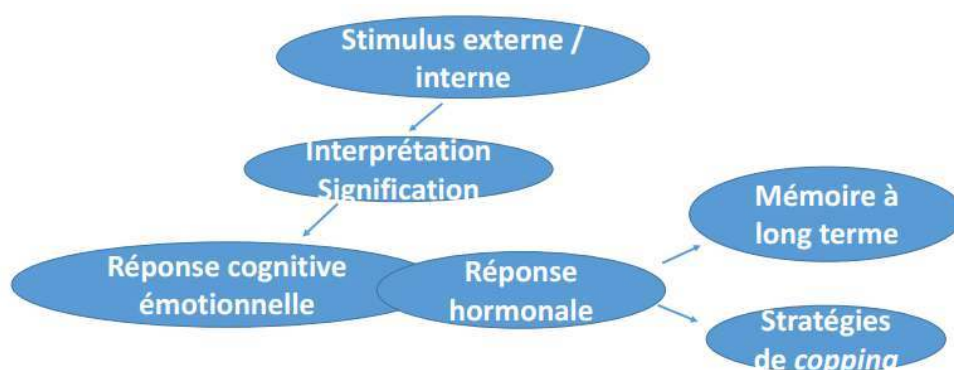 Stimulus externe /
interne
Interprétation
Signification
Mémoire à
long terme
Réponse cognitive
émotionnelle
Réponse
hormonale
Stratégies
de copping